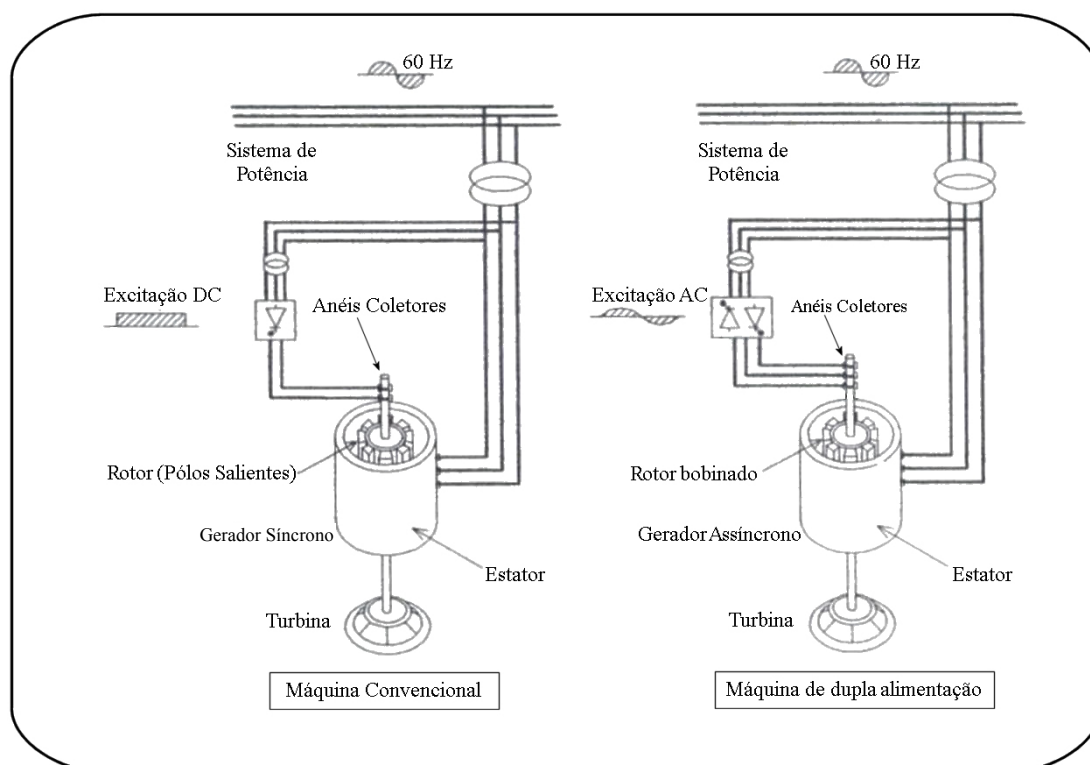 60 Hz
Sistema de
Potência
Excitação DC
Anéis Coletores
Rotor (Pólos Salientes)
Gerador Síncrono
Estator
Turbina
Máquina Convencional
60 Hz
Sistema de
Potência
Excitação AC
Anéis Coletores
Rotor bobinado
Gerador Assíncrono
Estator
Turbina
Máquina de dupla alimentação